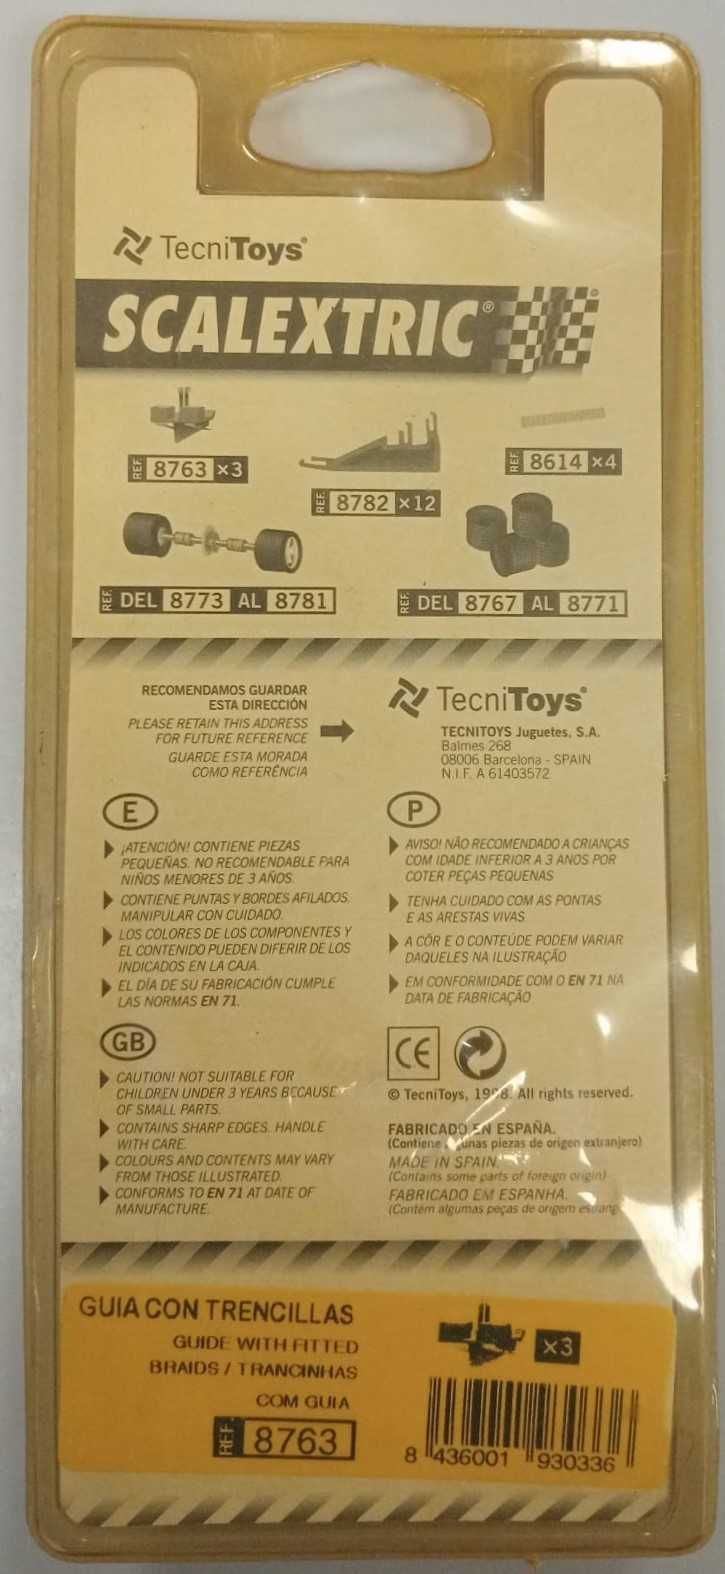 TecniToys®
SCALEXTRIC®
REF. 8763 ×3
REF. 8782 ×12
REF. 8614 ×4
REF. DEL 8773 AL 8781
REF. DEL 8767 AL 8771
RECOMENDAMOS GUARDAR
ESTA DIRECCIÓN
PLEASE RETAIN THIS ADDRESS
FOR FUTURE REFERENCE
GUARDE ESTA MORADA
COMO REFERÊNCIA
TecniToys®
TECNITOYS Juguetes, S.A.
Balmes 268
08006 Barcelona - SPAIN
N.I.F. A 61403572
E
¡ATENCIÓN! CONTIENE PIEZAS
PEQUEÑAS. NO RECOMENDABLE PARA
NIÑOS MENORES DE 3 AÑOS.
CONTIENE PUNTAS Y BORDES AFILADOS.
MANIPULAR CON CUIDADO.
LOS COLORES DE LOS COMPONENTES Y
EL CONTENIDO PUEDEN DIFERIR DE LOS
INDICADOS EN LA CAJA.
EL DÍA DE SU FABRICACIÓN CUMPLE
LAS NORMAS EN 71.
P
AVISO! NÃO RECOMENDADO A CRIANÇAS
COM IDADE INFERIOR A 3 ANOS POR
COTER PEÇAS PEQUENAS
TENHA CUIDADO COM AS PONTAS
E AS ARESTAS VIVAS
A CÔR E O CONTEÚDE PODEM VARIAR
DAQUELES NA ILUSTRAÇÃO
EM CONFORMIDADE COM O EN 71 NA
DATA DE FABRICAÇÃO
GB
CAUTION! NOT SUITABLE FOR
CHILDREN UNDER 3 YEARS BECAUSE
OF SMALL PARTS.
CONTAINS SHARP EDGES. HANDLE
WITH CARE.
COLOURS AND CONTENTS MAY VARY
FROM THOSE ILLUSTRATED.
CONFORMS TO EN 71 AT DATE OF
MANUFACTURE.
CE
© TecniToys, 1998. All rights reserved.
FABRICADO EN ESPAÑA.
(Contiene algunas piezas de origen extranjero)
MADE IN SPAIN.
(Contains some parts of foreign origin)
FABRICADO EM ESPANHA.
(Contém algumas peças de origem
GUIA CON TRENCILLAS
GUIDE WITH FITTED
BRAIDS / TRANCINHAS
COM GUIA
REF. 8763
×3
8 436001 930336